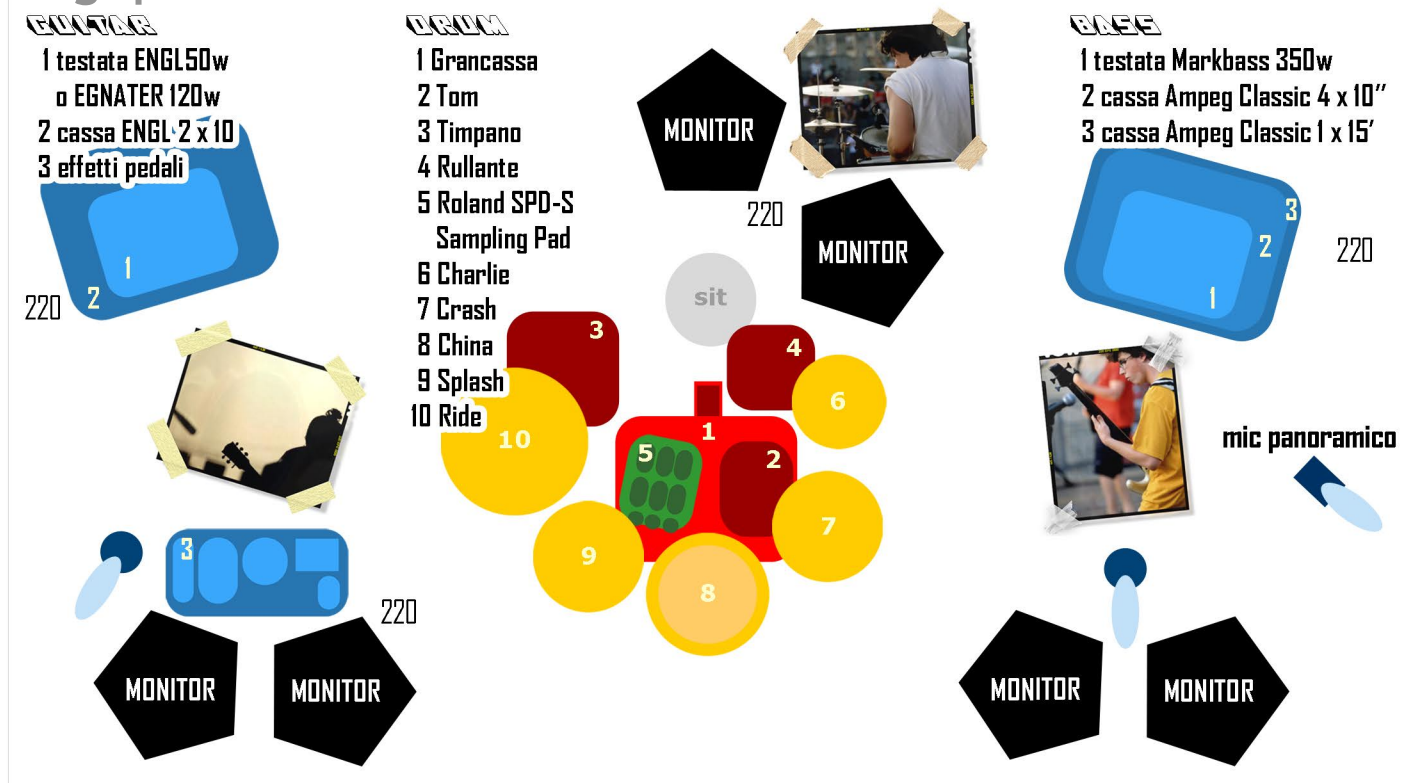 GUITAR
1 testata ENGL50w
o EGNATER 120w
2 cassa ENGL 2 x 10
3 effetti pedali
1
2
220
3
220
MONITOR
MONITOR
DRUM
1 Grancassa
2 Tom
3 Timpano
4 Rullante
5 Roland SPD-S
Sampling Pad
6 Charlie
7 Crash
8 China
9 Splash
10 Ride
MONITOR
220
MONITOR
sit
3
4
6
10
1
5
2
7
9
8
BASS
1 testata Markbass 350w
2 cassa Ampeg Classic 4 x 10"
3 cassa Ampeg Classic 1 x 15'
3
2
1
220
mic panoramico
MONITOR
MONITOR